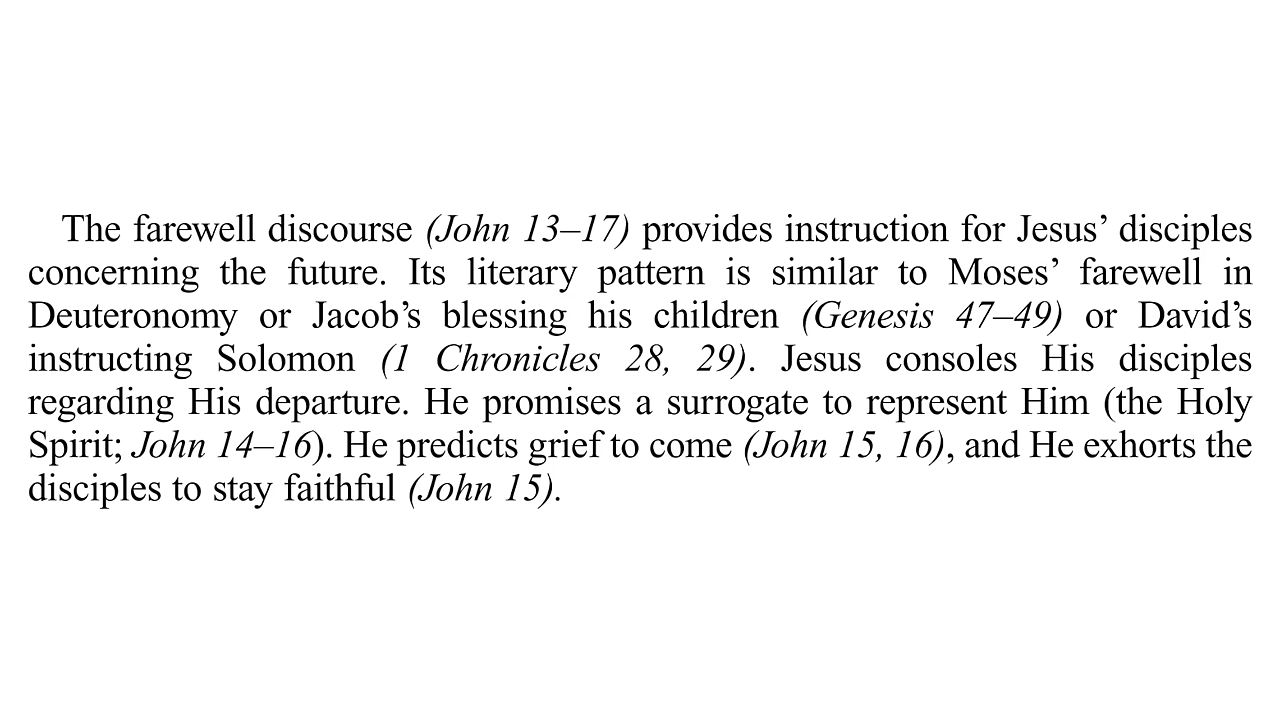 The farewell discourse (John 13–17) provides instruction for Jesus’ disciples
concerning the future. Its literary pattern is similar to Moses’ farewell in
Deuteronomy or Jacob’s blessing his children (Genesis 47–49) or David’s
instructing Solomon (1 Chronicles 28, 29). Jesus consoles His disciples
regarding His departure. He promises a surrogate to represent Him (the Holy
Spirit; John 14–16). He predicts grief to come (John 15, 16), and He exhorts the
disciples to stay faithful (John 15).